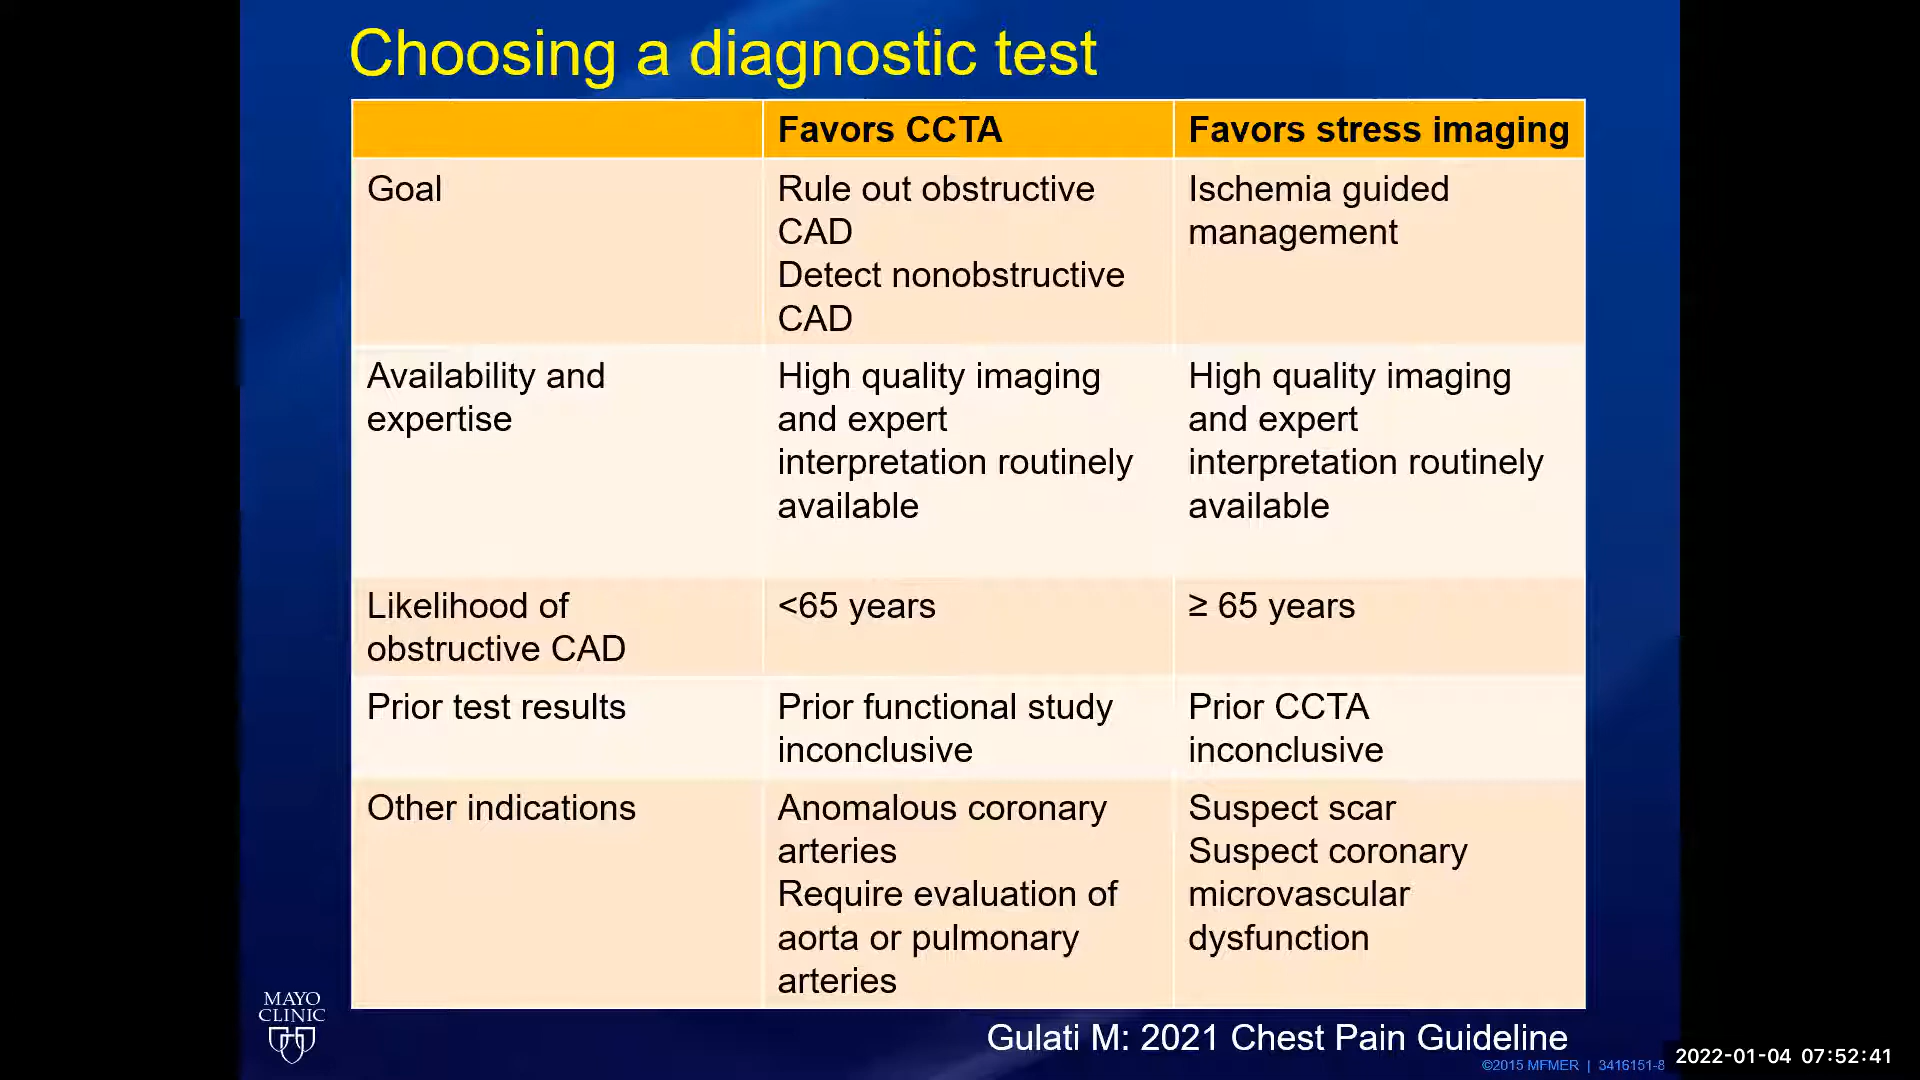 Choosing a diagnostic test
Favors CCTA
Favors stress imaging
Goal
Rule out obstructive
CAD
Detect nonobstructive
CAD
Ischemia guided
management
Availability and
expertise
High quality imaging
and expert
interpretation routinely
available
High quality imaging
and expert
interpretation routinely
available
Likelihood of
obstructive CAD
<65 years
≥ 65 years
Prior test results
Prior functional study
inconclusive
Prior CCTA
inconclusive
Other indications
Anomalous coronary
arteries
Require evaluation of
aorta or pulmonary
arteries
Suspect scar
Suspect coronary
microvascular
dysfunction
MAYO
CLINIC
Gulati M: 2021 Chest Pain Guideline
©2015 MFMER | 3416151-8
2022-01-04 07:52:41